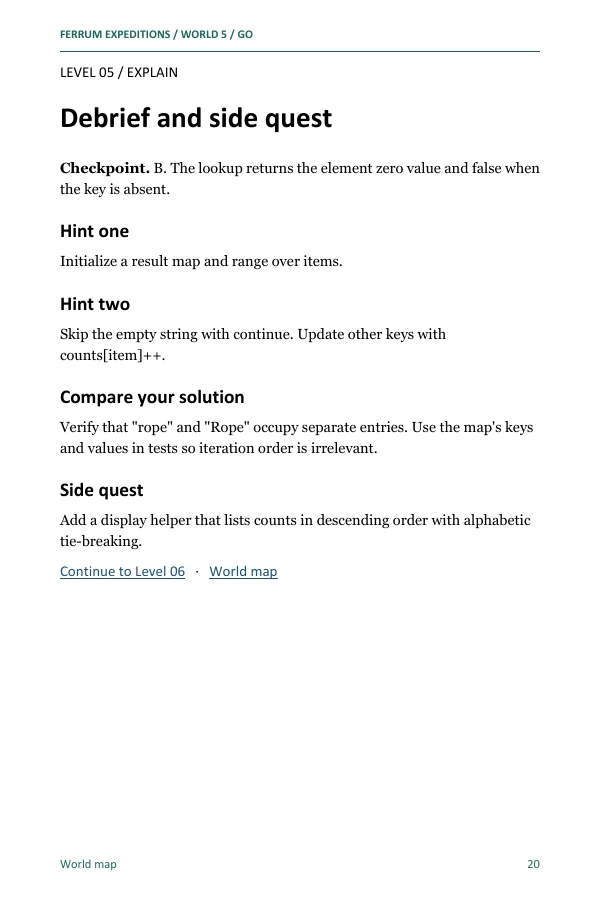 FERRUM EXPEDITIONS / WORLD 5 / GO
LEVEL 05 / EXPLAIN
Debrief and side quest
Checkpoint. B. The lookup returns the element zero value and false when
the key is absent.
Hint one
Initialize a result map and range over items.
Hint two
Skip the empty string with continue. Update other keys with
counts[item]++.
Compare your solution
Verify that "rope" and "Rope" occupy separate entries. Use the map's keys
and values in tests so iteration order is irrelevant.
Side quest
Add a display helper that lists counts in descending order with alphabetic
tie-breaking.
Continue to Level 06 · World map
World map 20